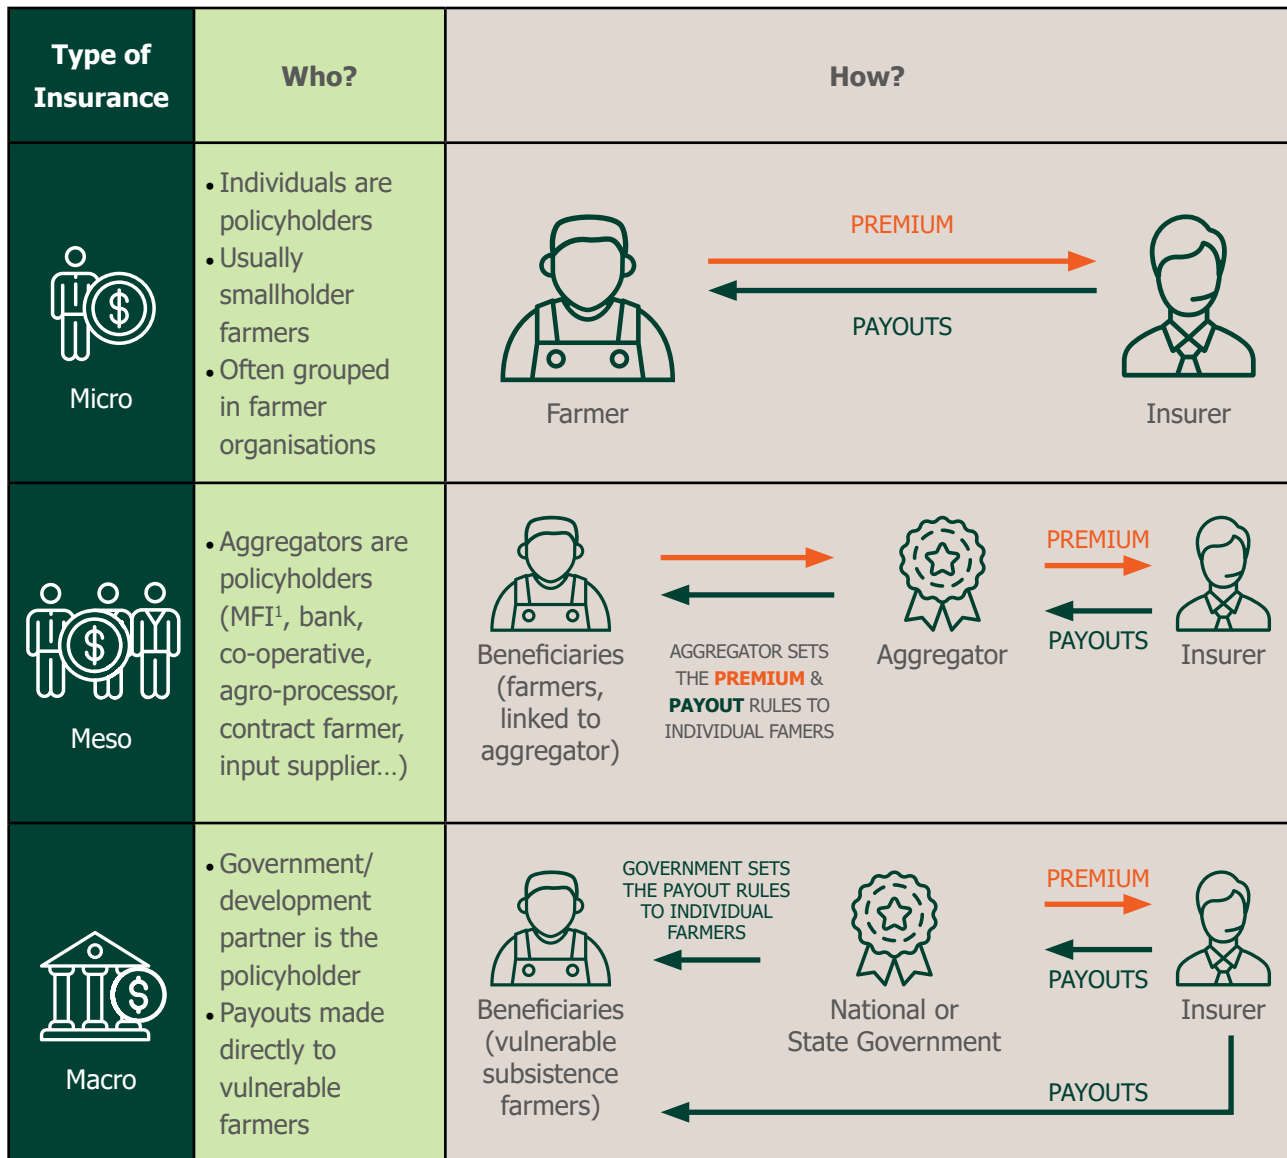 Type of
Insurance
Who?
How?
Micro
• Individuals are
policyholders
• Usually
smallholder
farmers
• Often grouped
in farmer
organisations
PREMIUM
PAYOUTS
Farmer
Insurer
Meso
• Aggregators are
policyholders
(MFI¹, bank,
co-operative,
agro-processor,
contract farmer,
input supplier...)
Beneficiaries
(farmers,
linked to
aggregator)
AGGREGATOR SETS
THE PREMIUM &
PAYOUT RULES TO
INDIVIDUAL FAMERS
Aggregator
PREMIUM
PAYOUTS
Insurer
Macro
• Government/
development
partner is the
policyholder
• Payouts made
directly to
vulnerable
farmers
GOVERNMENT SETS
THE PAYOUT RULES
TO INDIVIDUAL
FARMERS
Beneficiaries
(vulnerable
subsistence
farmers)
National or
State Government
PREMIUM
PAYOUTS
Insurer
PAYOUTS